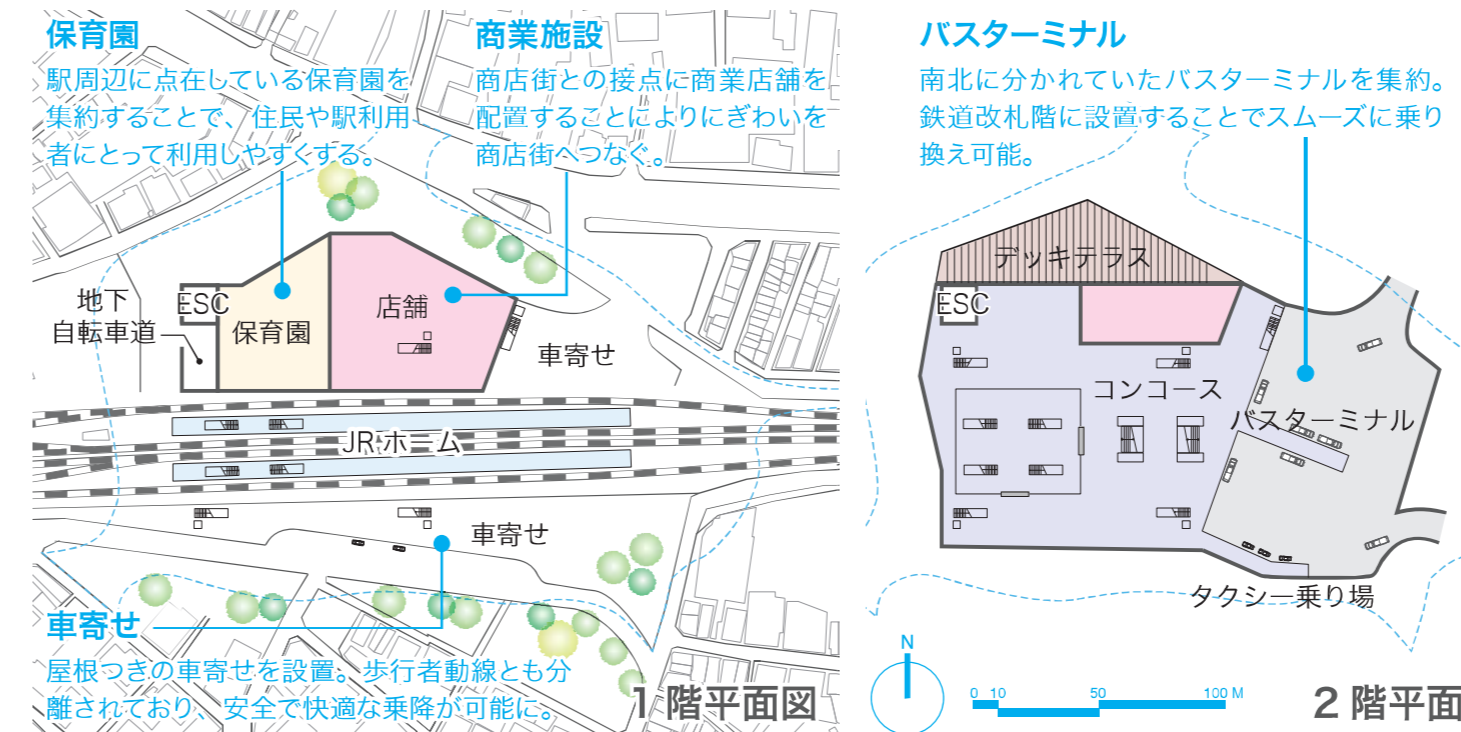 保育園
駅周辺に点在している保育園を
集約することで、住民や駅利用
者にとって利用しやすくする。
商業施設
商店街との接点に商業店舗を
配置することによりにぎわいを
商店街へつなぐ。
地下
自転車道
ESC
保育園
店舗
車寄せ
JRホーム
車寄せ
車寄せ
屋根つきの車寄せを設置。歩行者動線とも分
離されており、安全で快適な乗降が可能に。
1階平面図
バスターミナル
南北に分かれていたバスターミナルを集約。
鉄道改札階に設置することでスムーズに乗り
換え可能。
デッキテラス
ESC
コンコース
バスターミナル
タクシー乗り場
N
0 10 50 100 M
2階平面